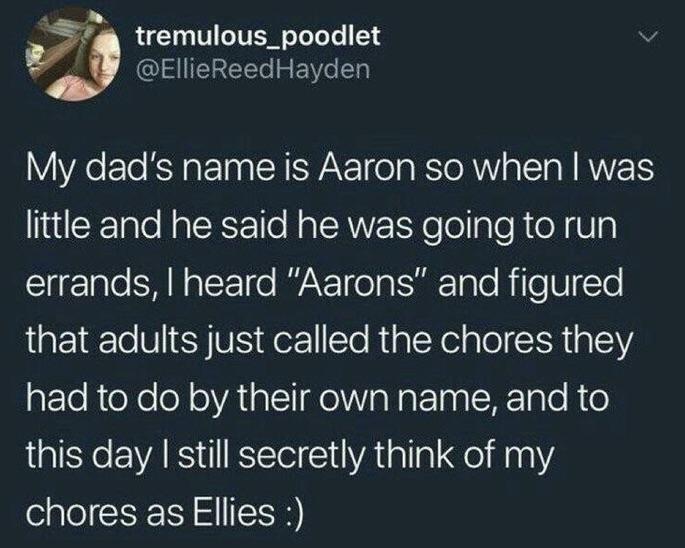 tremulous_poodlet
@EllieReedHayden
My dad's name is Aaron so when I was
little and he said he was going to run
errands, I heard "Aarons" and figured
that adults just called the chores they
had to do by their own name, and to
this day I still secretly think of my
chores as Ellies :)